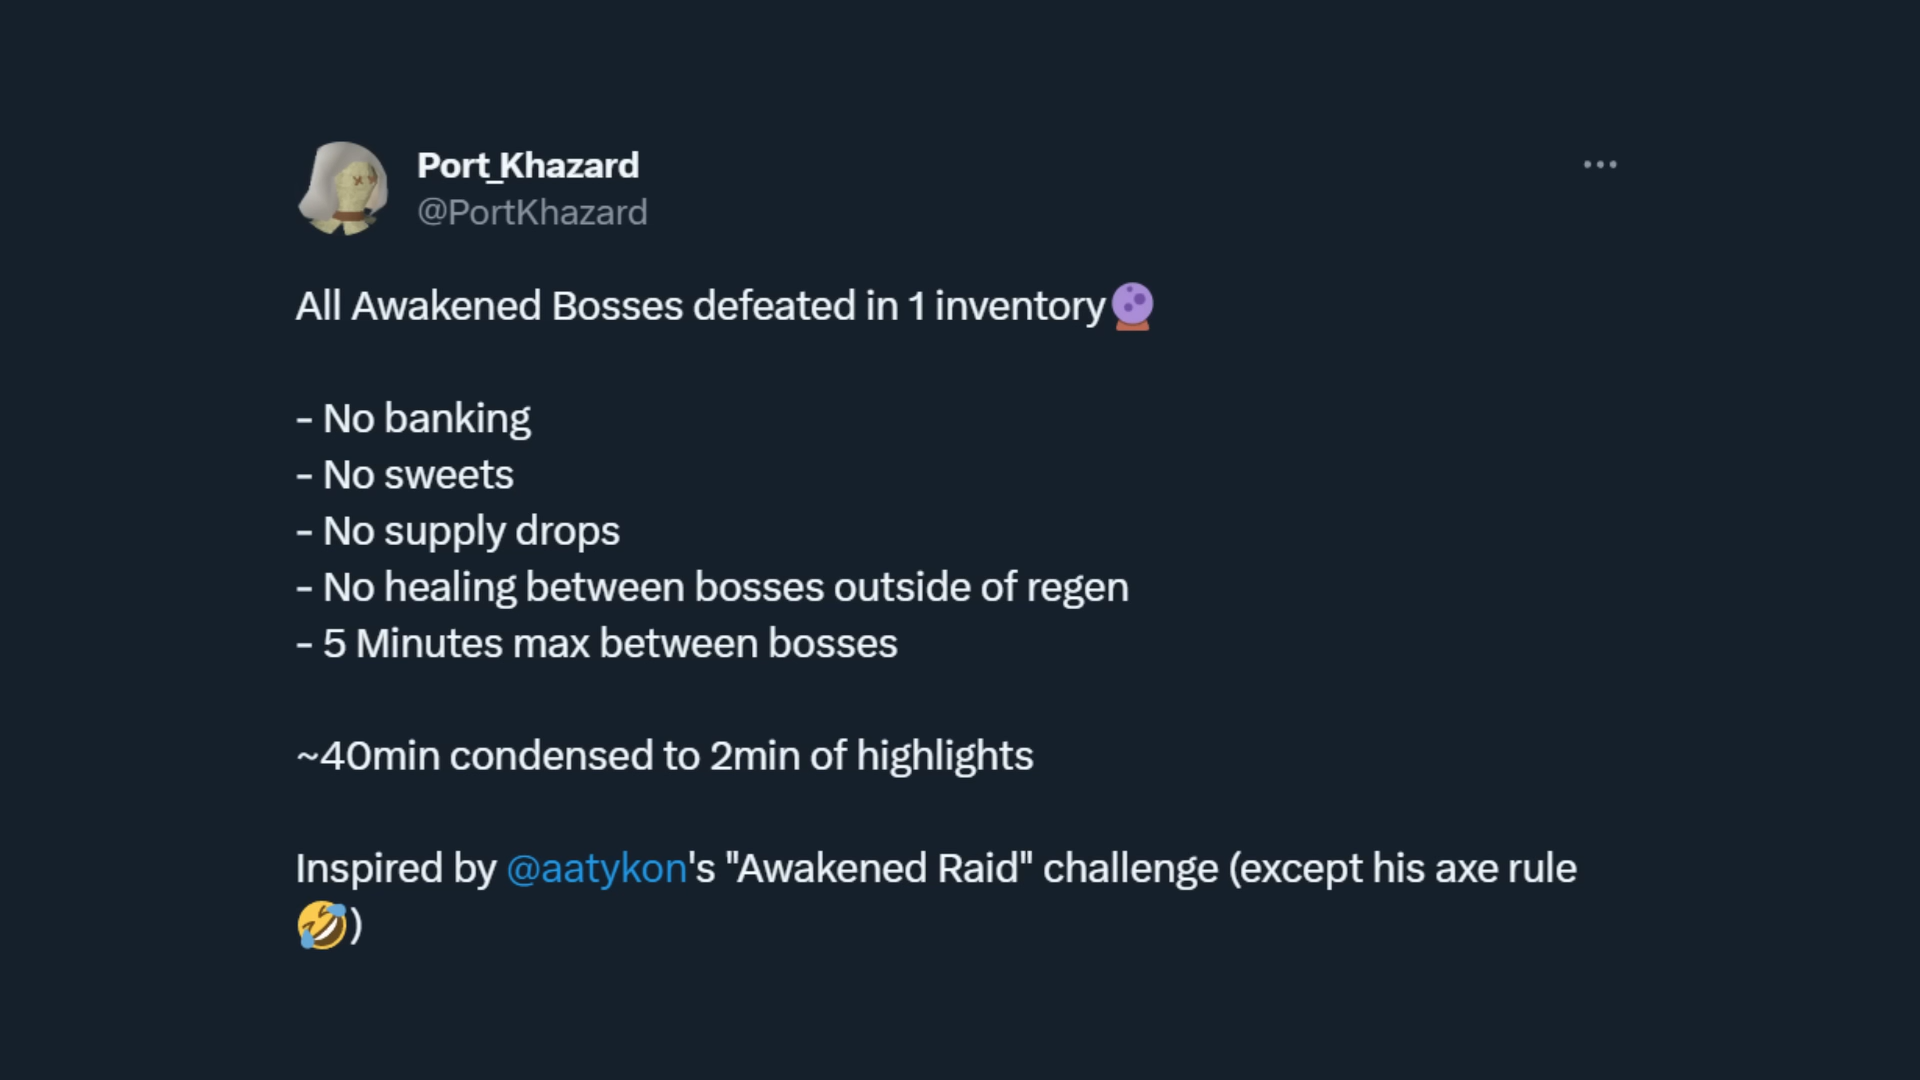 Port_Khazard
@PortKhazard
All Awakened Bosses defeated in 1 inventory🔮
- No banking
- No sweets
- No supply drops
- No healing between bosses outside of regen
- 5 Minutes max between bosses
~40min condensed to 2min of highlights
Inspired by @aatykon's "Awakened Raid" challenge (except his axe rule
🤣)